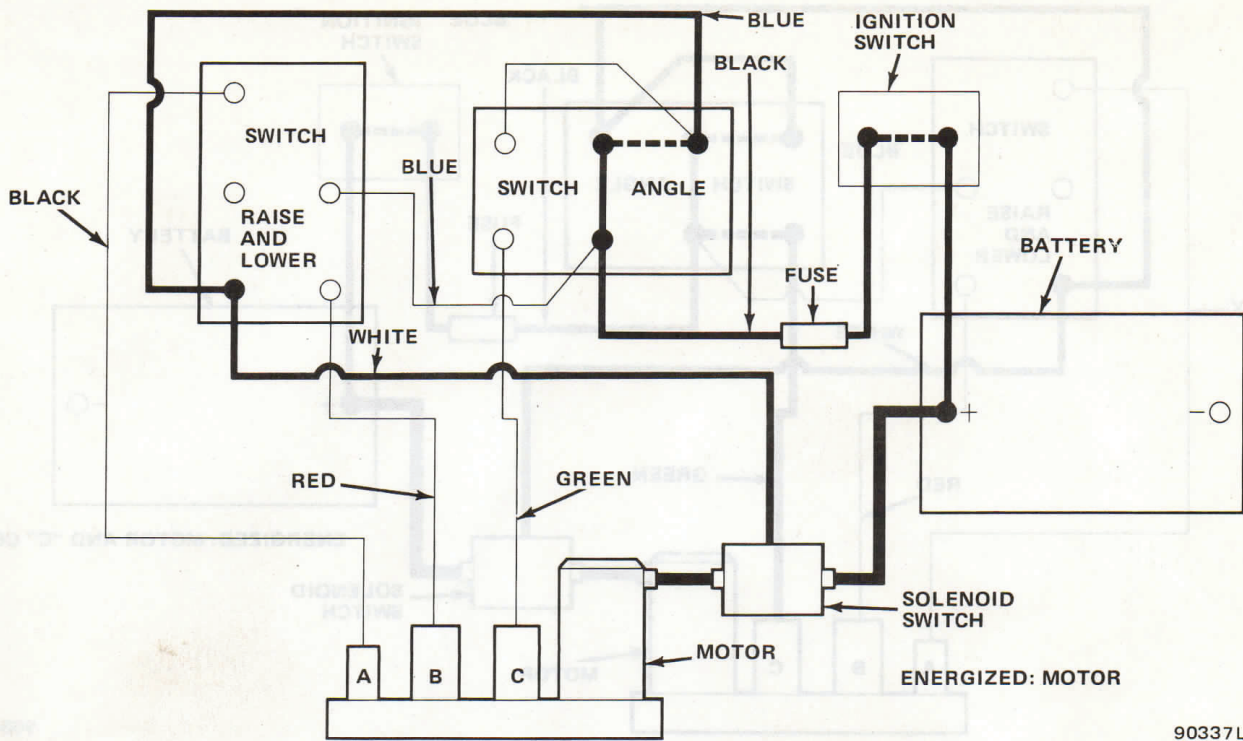 BLUE
IGNITION
SWITCH
BLACK
SWITCH
BLUE
SWITCH
ANGLE
BLACK
RAISE
AND
LOWER
BATTERY
FUSE
WHITE
+
-
RED
GREEN
SOLENOID
SWITCH
MOTOR
A
B
C
ENERGIZED: MOTOR
90337L